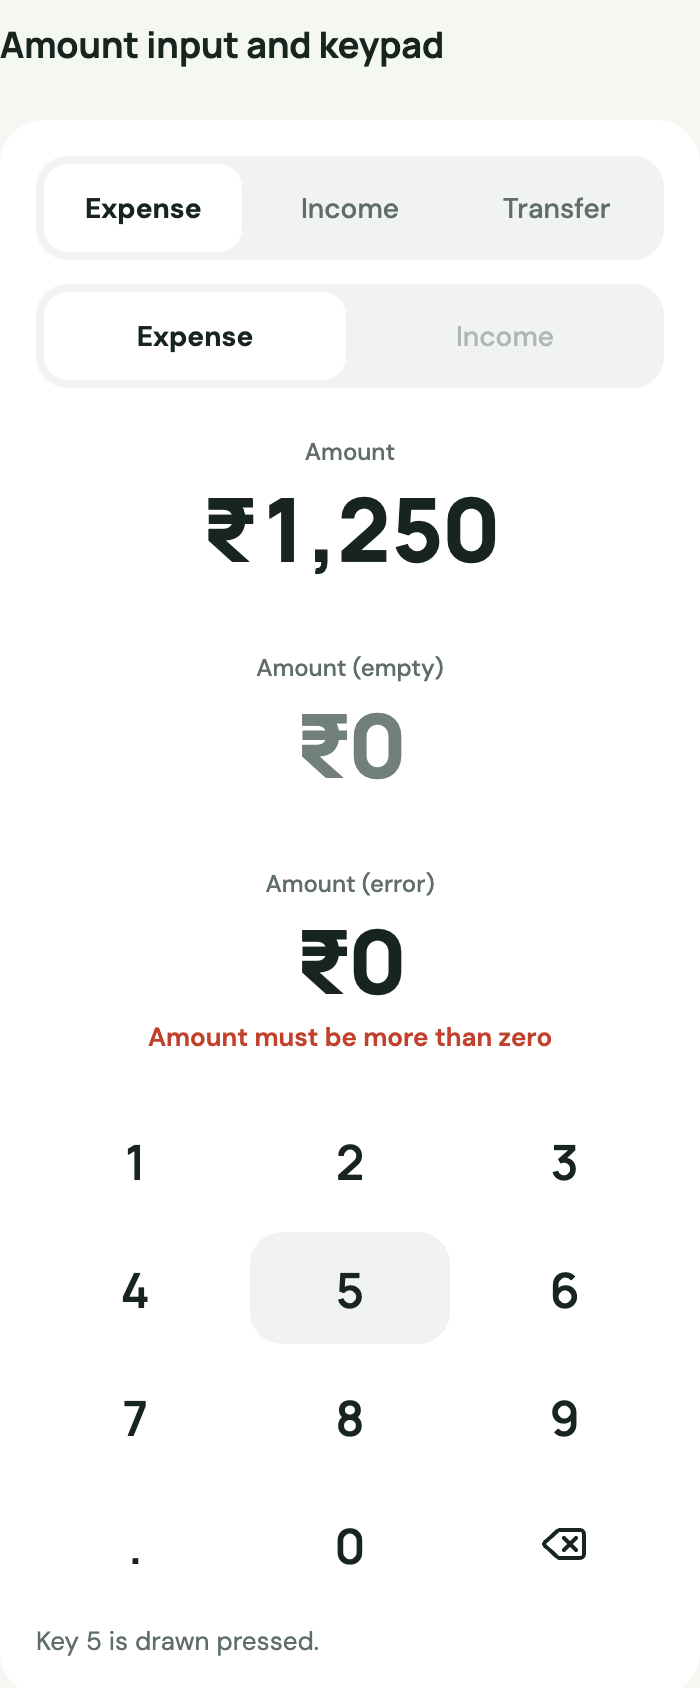 Amount input and keypad
Expense Income Transfer
Expense Income
Amount
₹1,250
Amount (empty)
₹0
Amount (error)
₹0
Amount must be more than zero
1 2 3
4 5 6
7 8 9
. 0
Key 5 is drawn pressed.